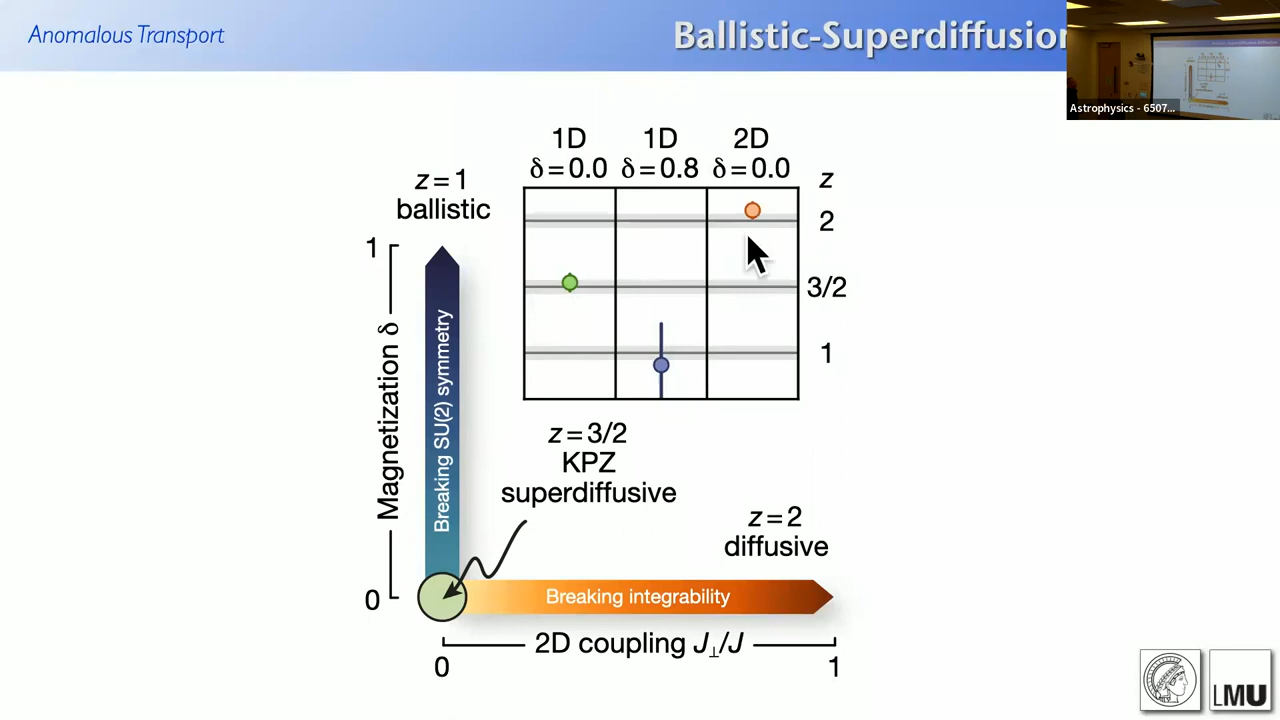 Anomalous Transport
Ballistic-Superdiffusion
Astrophysics - 6507...
1D 1D 2D
δ=0.0 δ=0.8 δ=0.0
z
2
3/2
1
z=1
ballistic
1
Magnetization δ
0
Breaking SU(2) symmetry
z=3/2
KPZ
superdiffusive
z=2
diffusive
Breaking integrability
2D coupling J⊥/J
0 1
LMU